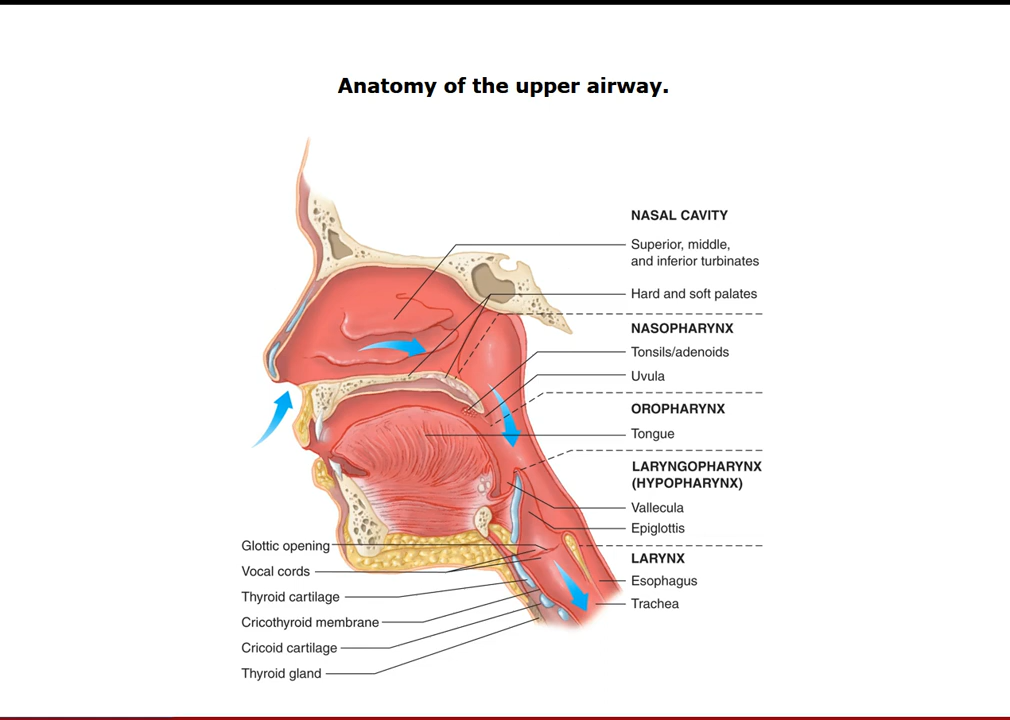 Anatomy of the upper airway.
NASAL CAVITY
Superior, middle,
and inferior turbinates
Hard and soft palates
NASOPHARYNX
Tonsils/adenoids
Uvula
OROPHARYNX
Tongue
LARYNGOPHARYNX
(HYPOPHARYNX)
Vallecula
Epiglottis
LARYNX
Esophagus
Trachea
Glottic opening
Vocal cords
Thyroid cartilage
Cricothyroid membrane
Cricoid cartilage
Thyroid gland